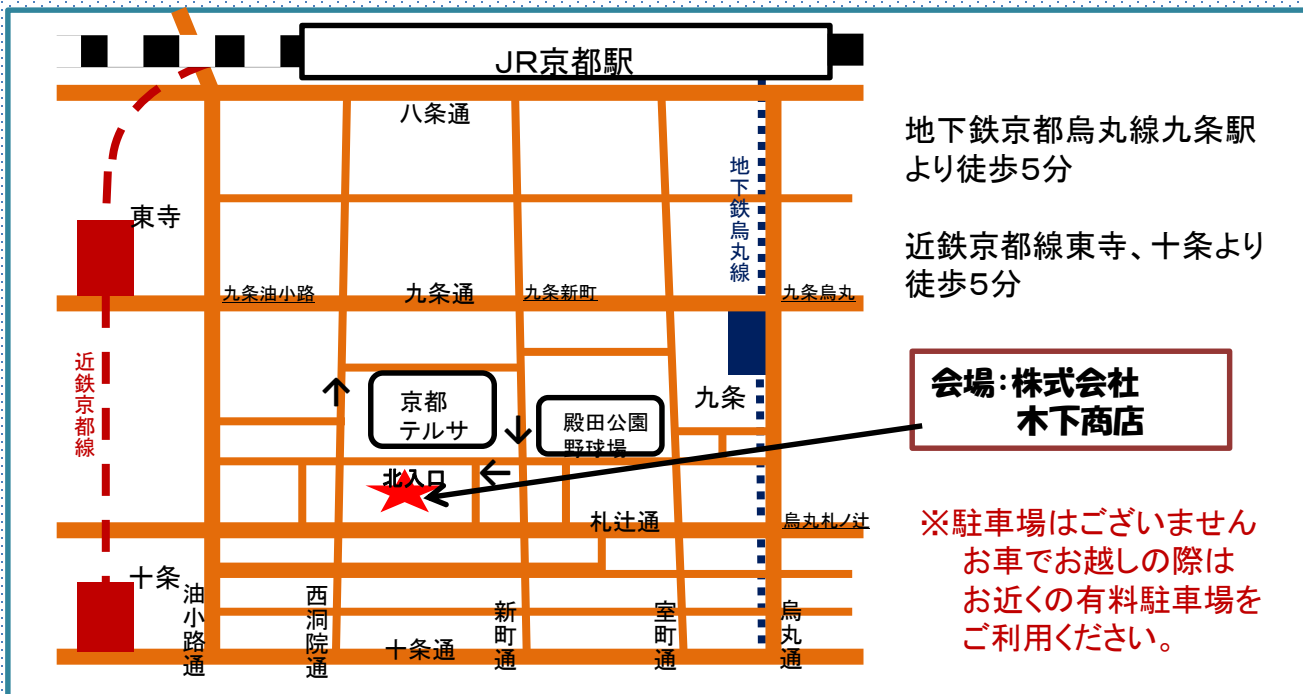 JR京都駅
八条通
地下鉄烏丸線
東寺
九条油小路
九条通
九条新町
九条烏丸
近鉄京都線
京都
テルサ
殿田公園
野球場
九条
北入口
札辻通
烏丸札ノ辻
十条
油小路通
西洞院通
新町通
室町通
烏丸通
十条通
地下鉄京都烏丸線九条駅
より徒歩5分
近鉄京都線東寺、十条より
徒歩5分
会場:株式会社
木下商店
※駐車場はございません
お車でお越しの際は
お近くの有料駐車場を
ご利用ください。